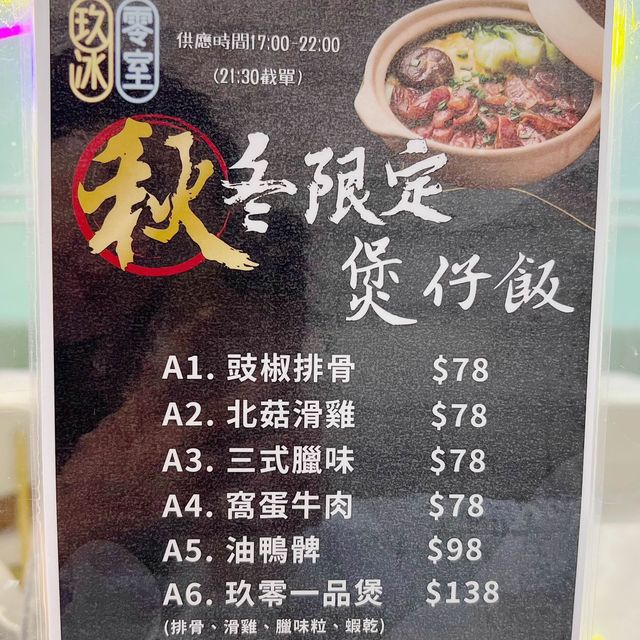 玖零
冰室
供應時間17:00-22:00
(21:30截單)
秋冬限定
煲仔飯
A1. 豉椒排骨 $78
A2. 北菇滑雞 $78
A3. 三式臘味 $78
A4. 窩蛋牛肉 $78
A5. 油鴨髀 $98
A6. 玖零一品煲 $138
(排骨、滑雞、臘味粒、蝦乾)